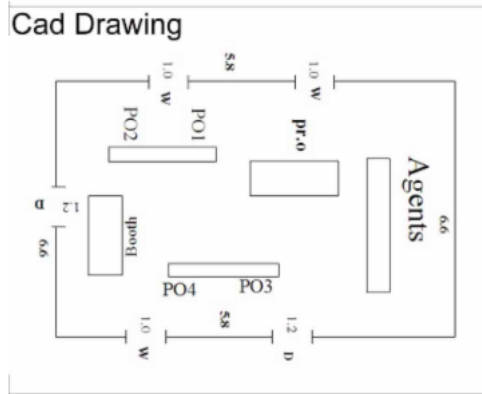 Cad Drawing
5.8
1.0 W
1.0 W
PO2
PO1
pr.o
Agents
6.6
D 1.2
6.6
Booth
PO4
PO3
1.0 W
5.8
1.2 D